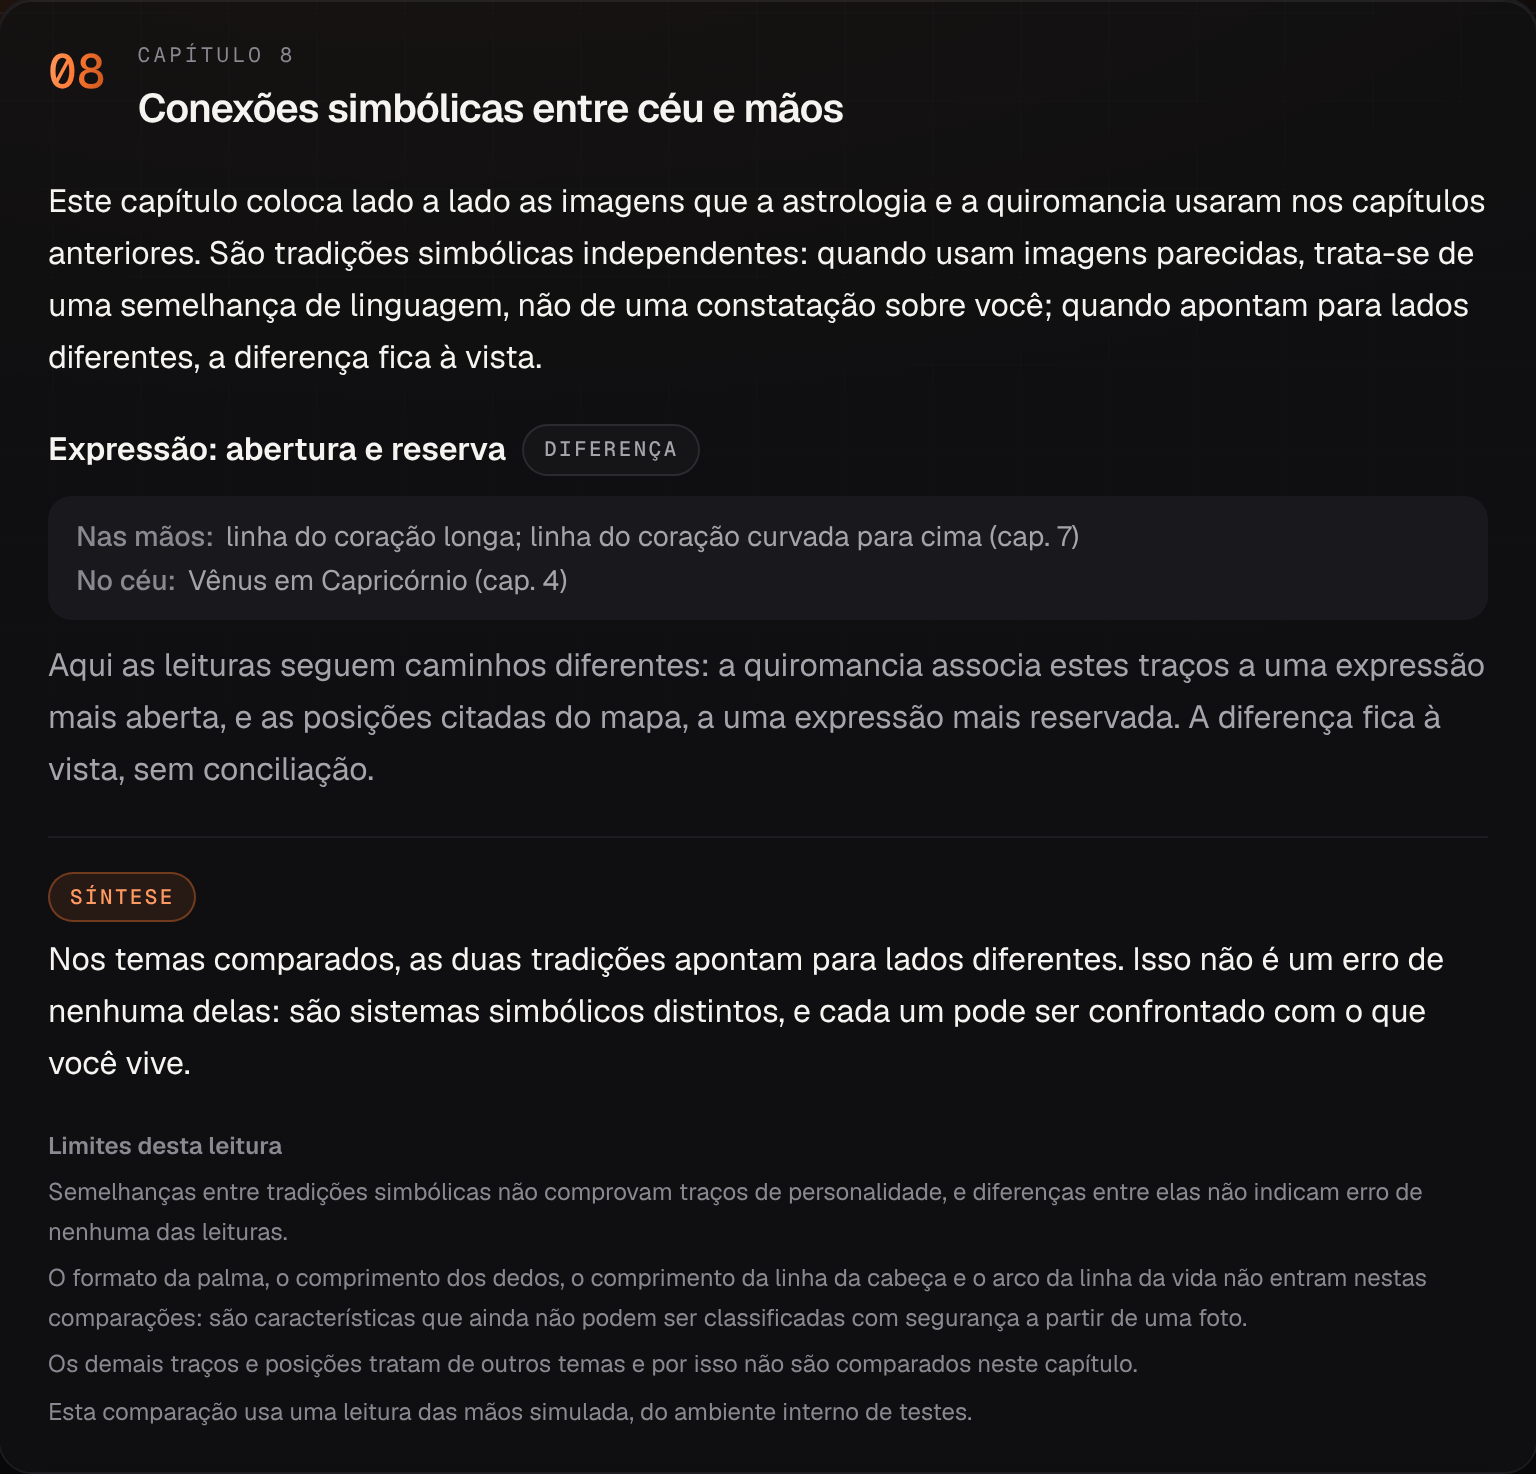 08
CAPÍTULO 8
Conexões simbólicas entre céu e mãos
Este capítulo coloca lado a lado as imagens que a astrologia e a quiromancia usaram nos capítulos
anteriores. São tradições simbólicas independentes: quando usam imagens parecidas, trata-se de
uma semelhança de linguagem, não de uma constatação sobre você; quando apontam para lados
diferentes, a diferença fica à vista.
Expressão: abertura e reserva DIFERENÇA
Nas mãos: linha do coração longa; linha do coração curvada para cima (cap. 7)
No céu: Vênus em Capricórnio (cap. 4)
Aqui as leituras seguem caminhos diferentes: a quiromancia associa estes traços a uma expressão
mais aberta, e as posições citadas do mapa, a uma expressão mais reservada. A diferença fica à
vista, sem conciliação.
SÍNTESE
Nos temas comparados, as duas tradições apontam para lados diferentes. Isso não é um erro de
nenhuma delas: são sistemas simbólicos distintos, e cada um pode ser confrontado com o que
você vive.
Limites desta leitura
Semelhanças entre tradições simbólicas não comprovam traços de personalidade, e diferenças entre elas não indicam erro de
nenhuma das leituras.
O formato da palma, o comprimento dos dedos, o comprimento da linha da cabeça e o arco da linha da vida não entram nestas
comparações: são características que ainda não podem ser classificadas com segurança a partir de uma foto.
Os demais traços e posições tratam de outros temas e por isso não são comparados neste capítulo.
Esta comparação usa uma leitura das mãos simulada, do ambiente interno de testes.